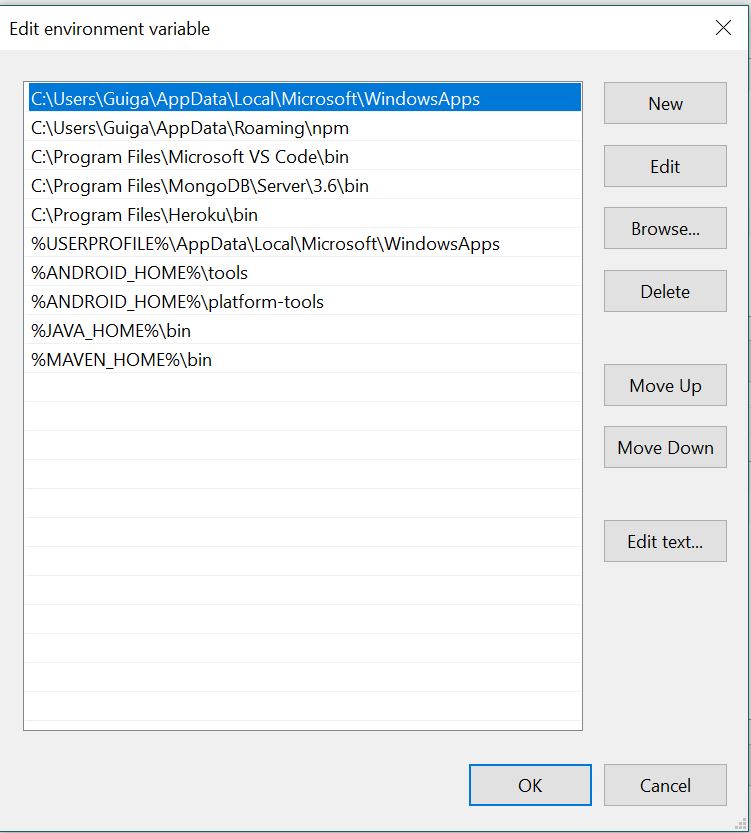 Edit environment variable
C:\Users\Guiga\AppData\Local\Microsoft\WindowsApps
C:\Users\Guiga\AppData\Roaming\npm
C:\Program Files\Microsoft VS Code\bin
C:\Program Files\MongoDB\Server\3.6\bin
C:\Program Files\Heroku\bin
%USERPROFILE%\AppData\Local\Microsoft\WindowsApps
%ANDROID_HOME%\tools
%ANDROID_HOME%\platform-tools
%JAVA_HOME%\bin
%MAVEN_HOME%\bin
New
Edit
Browse...
Delete
Move Up
Move Down
Edit text...
OK
Cancel